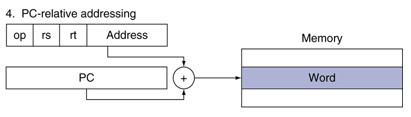 4. PC-relative addressing
op rs rt Address
Memory
PC
+
Word